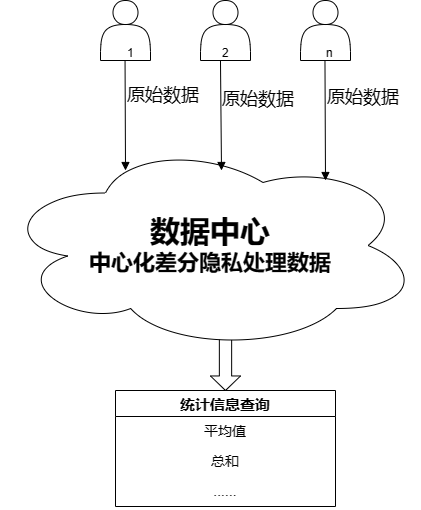 1
2
n
原始数据
原始数据
原始数据
数据中心
中心化差分隐私处理数据
统计信息查询
平均值
总和
......